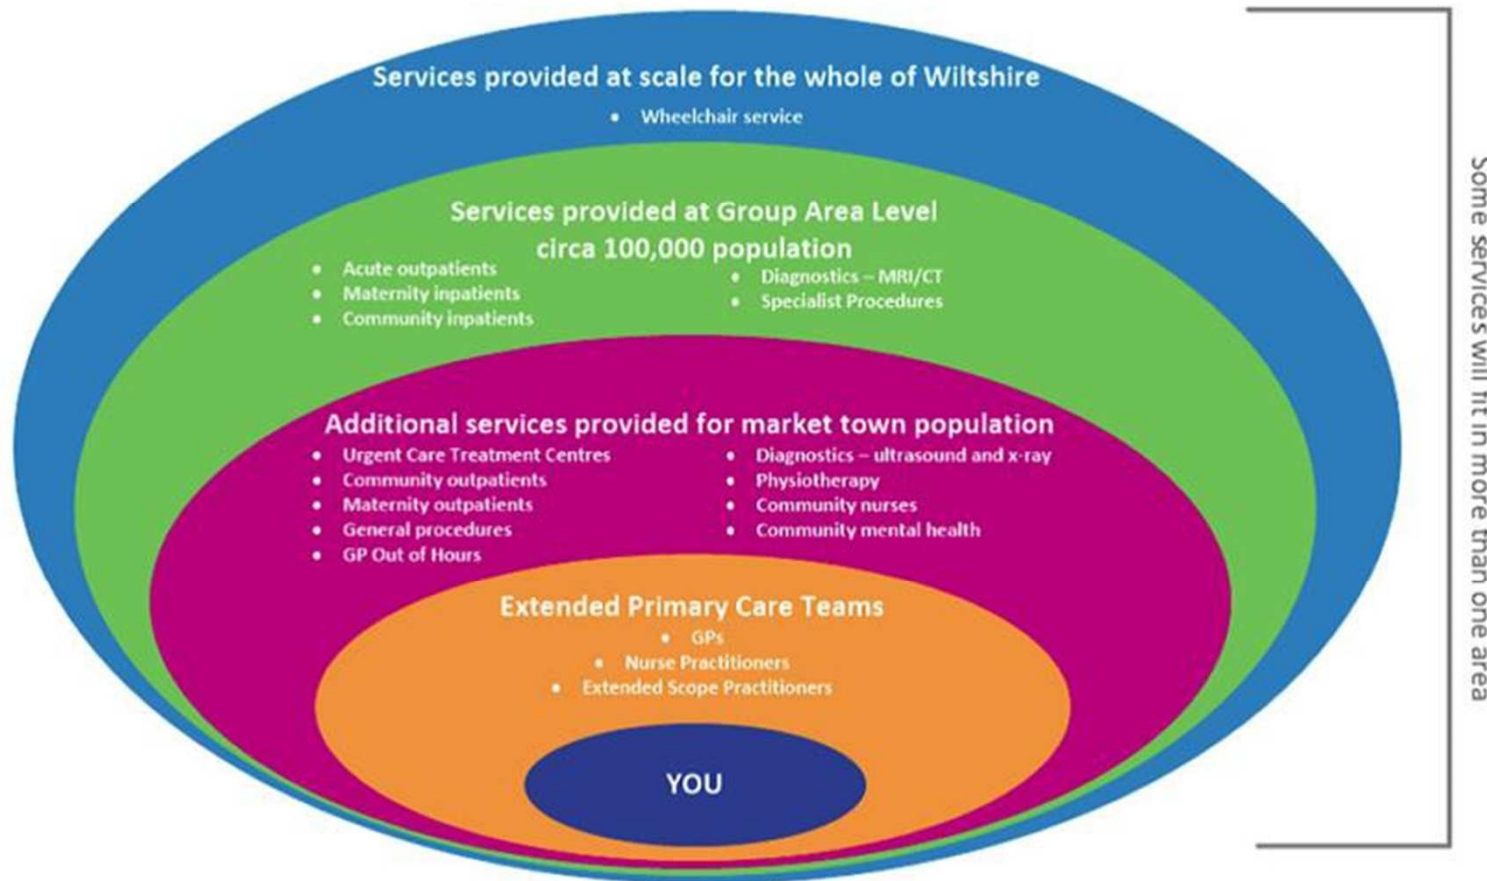 Services provided at scale for the whole of Wiltshire
• Wheelchair service
Services provided at Group Area Level
circa 100,000 population
• Acute outpatients
• Maternity inpatients
• Community inpatients
• Diagnostics – MRI/CT
• Specialist Procedures
Additional services provided for market town population
• Urgent Care Treatment Centres
• Community outpatients
• Maternity outpatients
• General procedures
• GP Out of Hours
• Diagnostics – ultrasound and x-ray
• Physiotherapy
• Community nurses
• Community mental health
Extended Primary Care Teams
• GPs
• Nurse Practitioners
• Extended Scope Practitioners
YOU
Some services will fit in more than one area